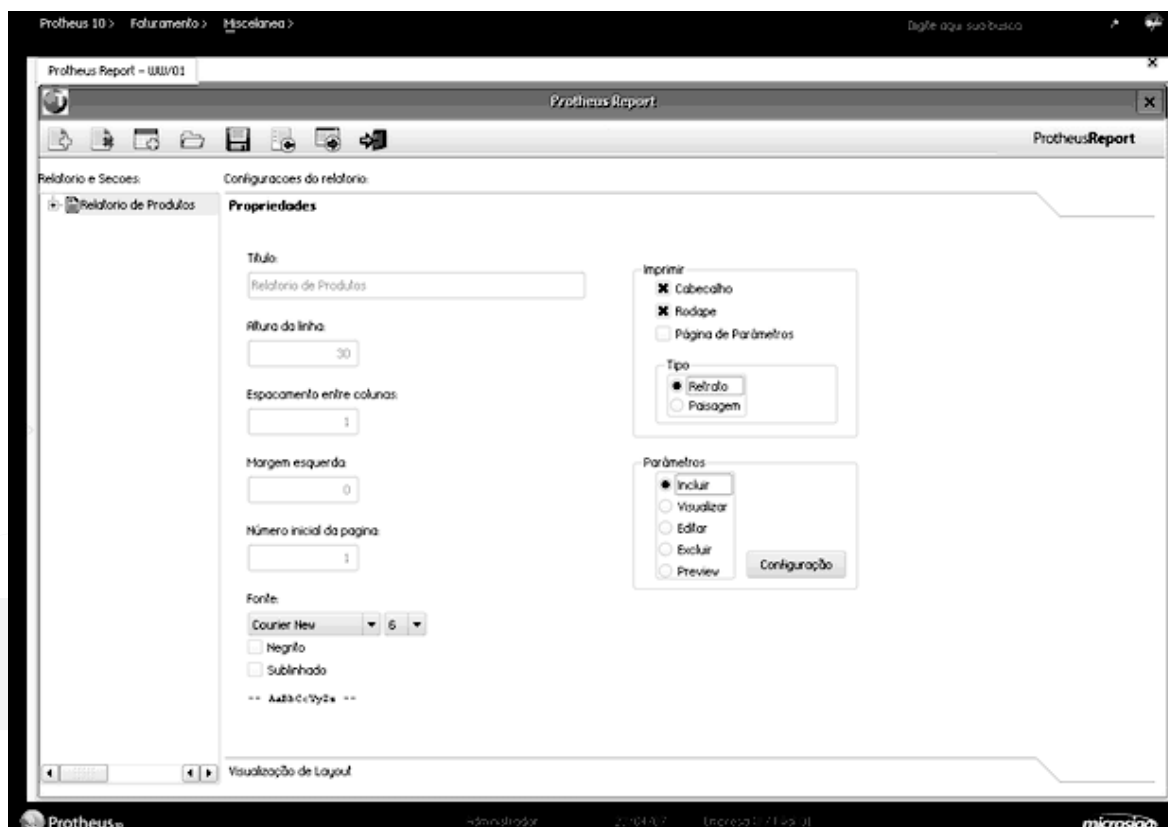 Protheus 10 > Faturamento > Miscelanea >
Digite aqui sua busca
Protheus Report - WW/01
Protheus Report
ProtheusReport
Relatorio e Secoes:
Configuracoes do relatorio:
Relatorio de Produtos
Propriedades
Título:
Relatorio de Produtos
Altura da linha:
30
Espacamento entre colunas:
1
Margem esquerda:
0
Número inicial da pagina:
1
Fonte:
Courier New 6
Negrito
Sublinhado
Imprimir
Cabecalho
Rodape
Página de Parâmetros
Tipo
Retrato
Paisagem
Parâmetros
Incluir
Visualizar
Editar
Excluir
Preview
Configuração
Visualização de Layout
Protheus
Administrador
microsiga